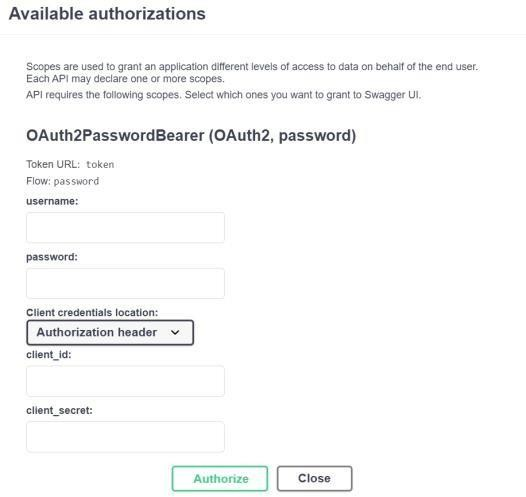 Available authorizations
Scopes are used to grant an application different levels of access to data on behalf of the end user.
Each API may declare one or more scopes.
API requires the following scopes. Select which ones you want to grant to Swagger UI.
OAuth2PasswordBearer (OAuth2, password)
Token URL: token
Flow: password
username:
password:
Client credentials location:
Authorization header
client_id:
client_secret:
Authorize Close